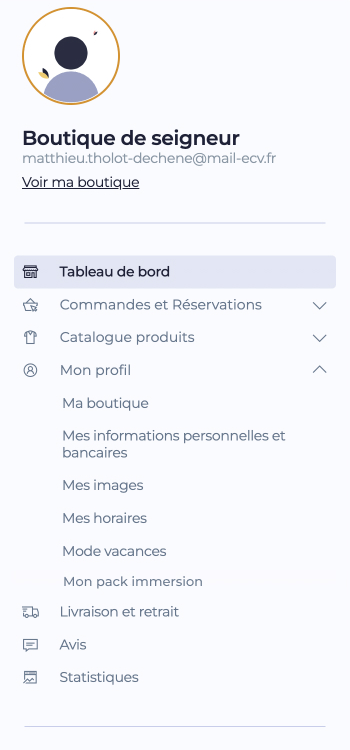 Boutique de seigneur
matthieu.tholot-dechene@mail-ecv.fr
Voir ma boutique
Tableau de bord
Commandes et Réservations
Catalogue produits
Mon profil
Ma boutique
Mes informations personnelles et
bancaires
Mes images
Mes horaires
Mode vacances
Mon pack immersion
Livraison et retrait
Avis
Statistiques